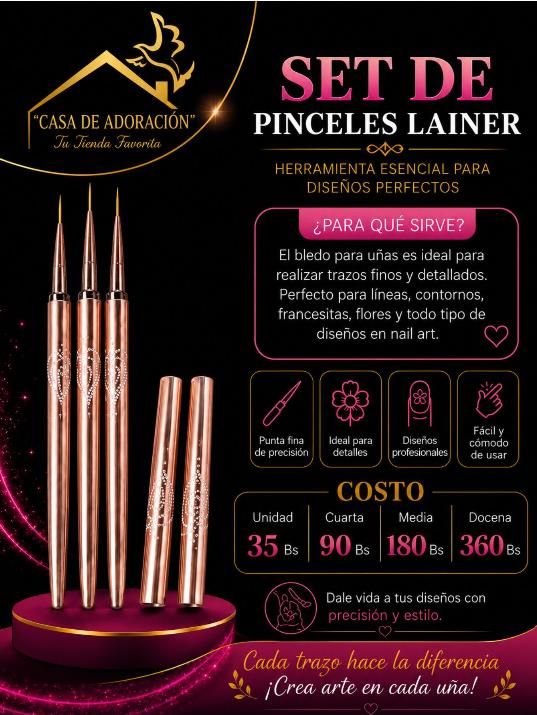 "CASA DE ADORACIÓN"
Tu Tienda Favorita
SET DE
PINCELES LAINER
HERRAMIENTA ESENCIAL PARA
DISEÑOS PERFECTOS
¿PARA QUÉ SIRVE?
El bledo para uñas es ideal para
realizar trazos finos y detallados.
Perfecto para líneas, contornos,
francesitas, flores y todo tipo de
diseños en nail art.
Punta fina
de precisión
Ideal para
detalles
Diseños
profesionales
Fácil y
cómodo
de usar
COSTO
Unidad
35 Bs
Cuarta
90 Bs
Media
180 Bs
Docena
360 Bs
Dale vida a tus diseños con
precisión y estilo.
Cada trazo hace la diferencia
¡Crea arte en cada uña!